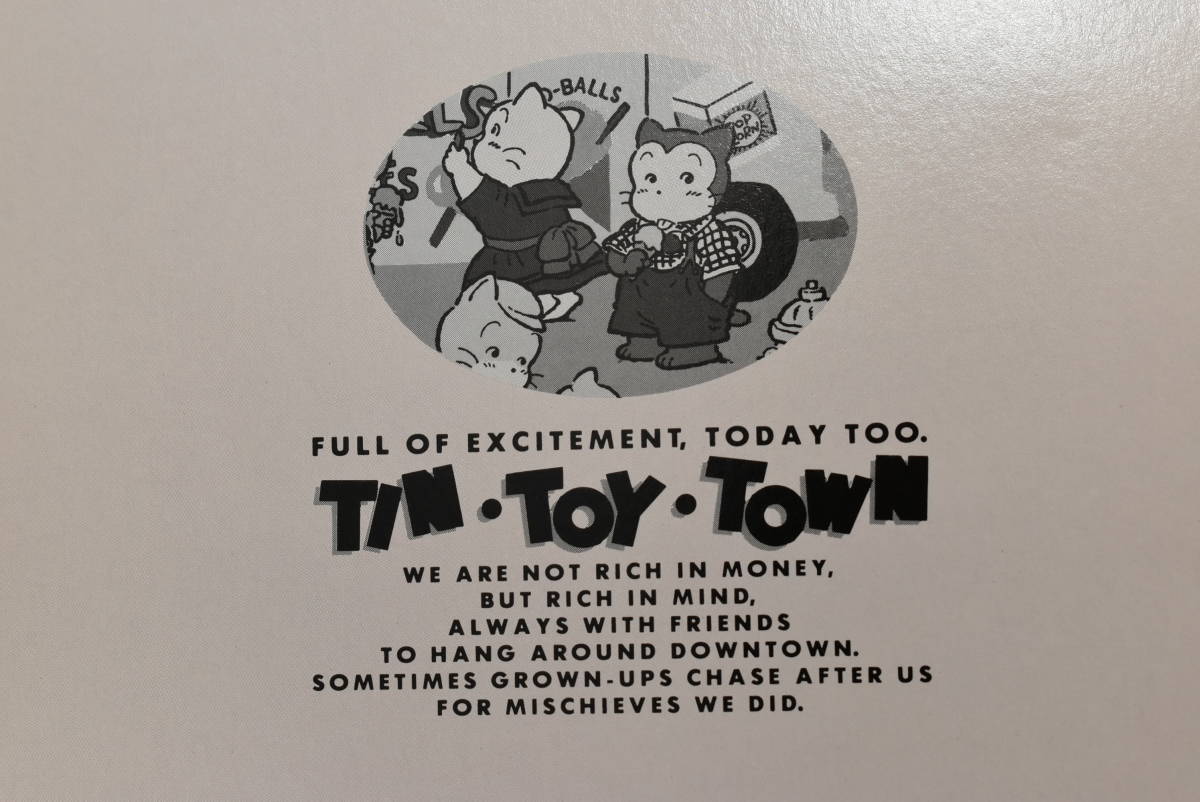 D-BALLS
LS
POP
CORN
ES
FULL OF EXCITEMENT, TODAY TOO.
TIN • TOY • TOWN
WE ARE NOT RICH IN MONEY,
BUT RICH IN MIND,
ALWAYS WITH FRIENDS
TO HANG AROUND DOWNTOWN.
SOMETIMES GROWN-UPS CHASE AFTER US
FOR MISCHIEVES WE DID.